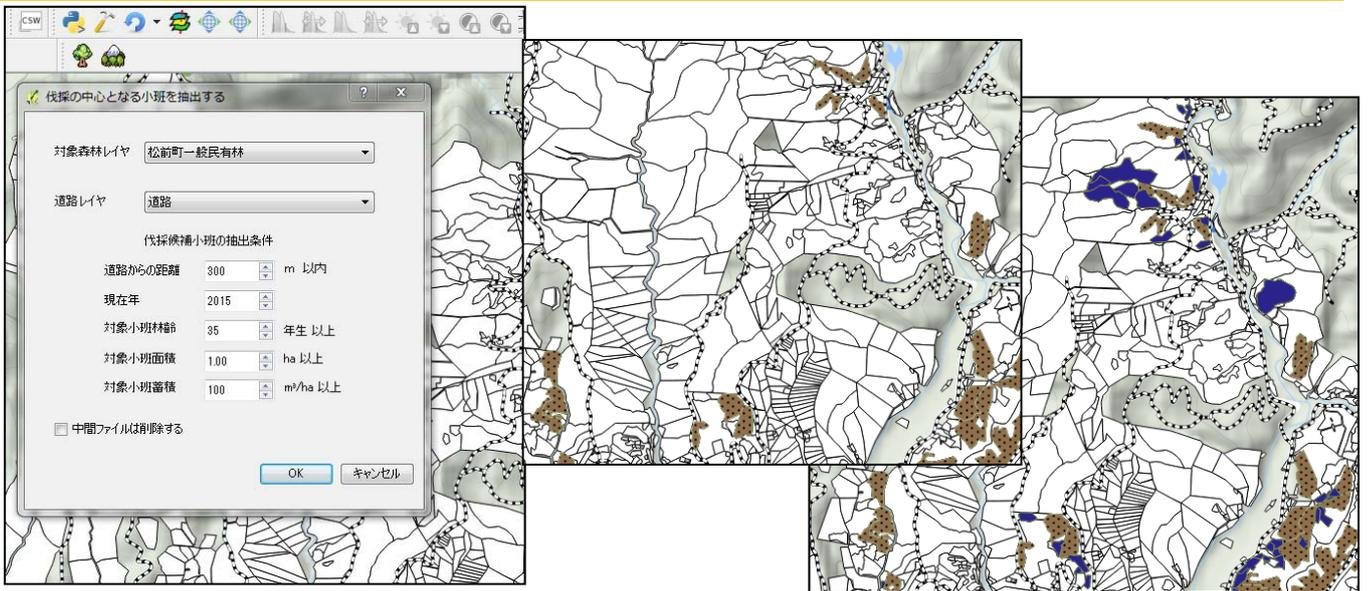 CSW
伐採の中心となる小班を抽出する
対象森林レイヤ 松前町一般民有林
道路レイヤ 道路
伐採候補小班の抽出条件
道路からの距離 300 m 以内
現在年 2015
対象小班林齢 35 年生 以上
対象小班面積 1.00 ha 以上
対象小班蓄積 100 m³/ha 以上
中間ファイルは削除する
OK キャンセル